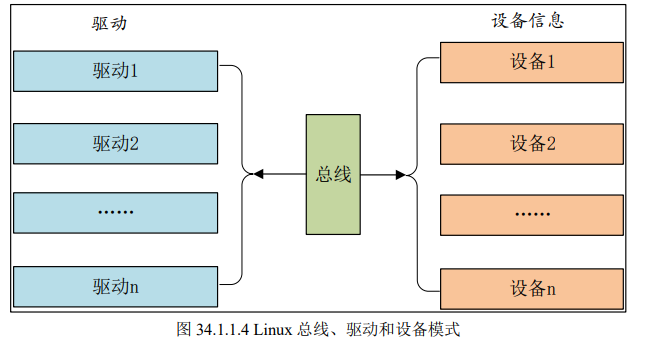 驱动
设备信息
驱动1
设备1
驱动2
设备2
总线
……
……
驱动n
设备n
图 34.1.1.4 Linux 总线、驱动和设备模式